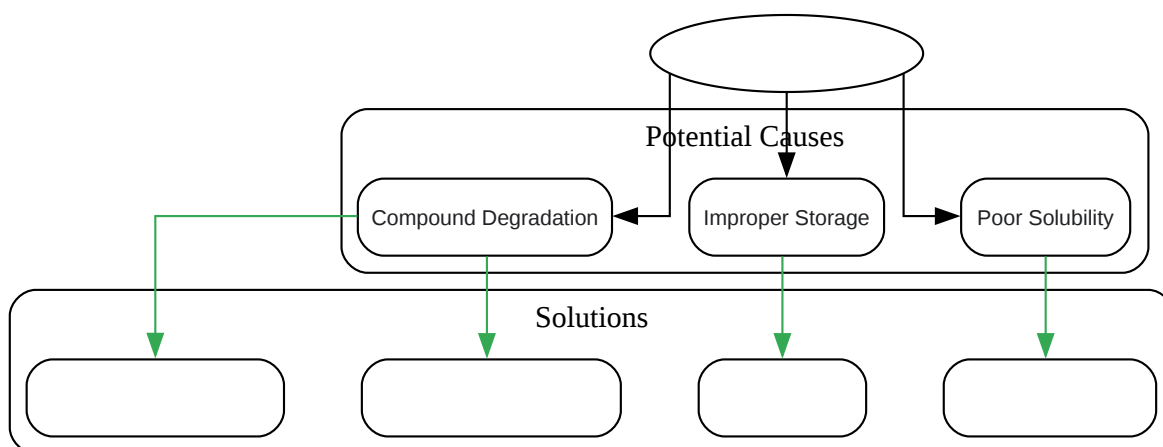 Potential Causes
Compound Degradation
Improper Storage
Poor Solubility
Solutions